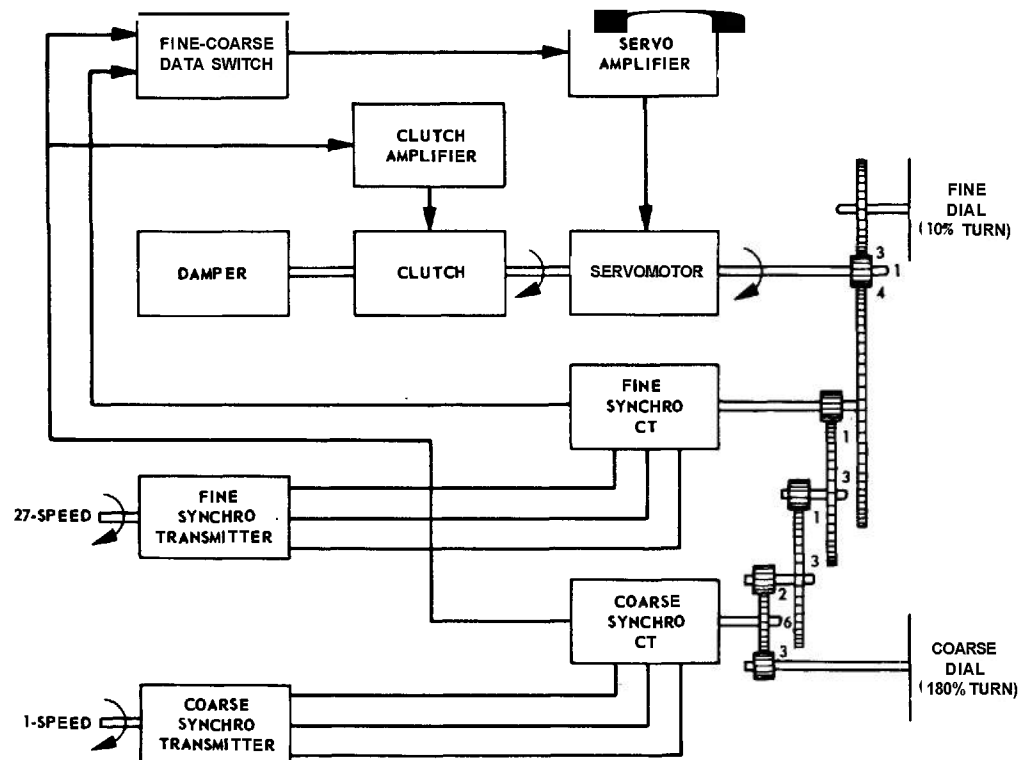 FINE-COARSE
DATA SWITCH
SERVO
AMPLIFIER
CLUTCH
AMPLIFIER
FINE
DIAL
(10% TURN)
DAMPER
CLUTCH
SERVOMOTOR
3
1
4
FINE
SYNCHRO
CT
1
3
27-SPEED
FINE
SYNCHRO
TRANSMITTER
1
3
COARSE
SYNCHRO
CT
2
6
3
COARSE
DIAL
(180% TURN)
1-SPEED
COARSE
SYNCHRO
TRANSMITTER